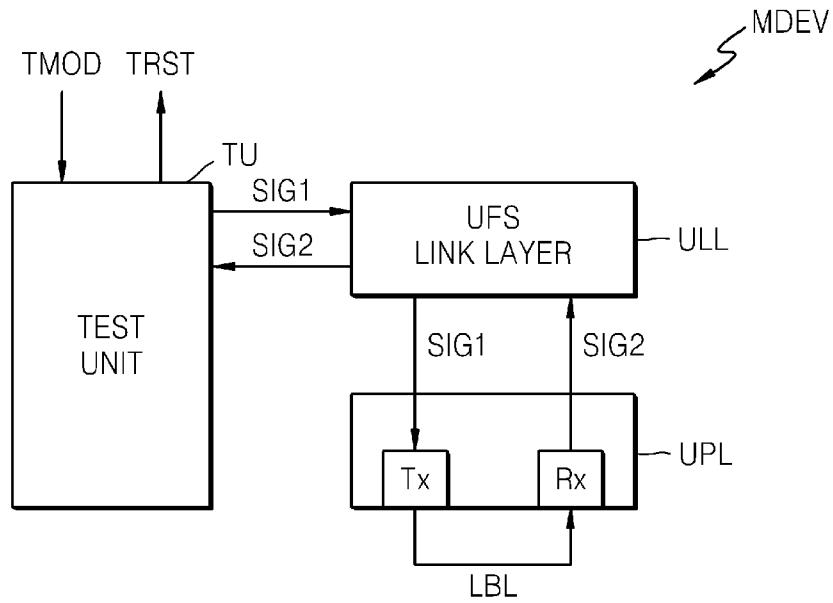 MDEV
TMOD TRST
TU
SIG1
SIG2
UFS
LINK LAYER
ULL
TEST
UNIT
SIG1
SIG2
UPL
Tx
Rx
LBL